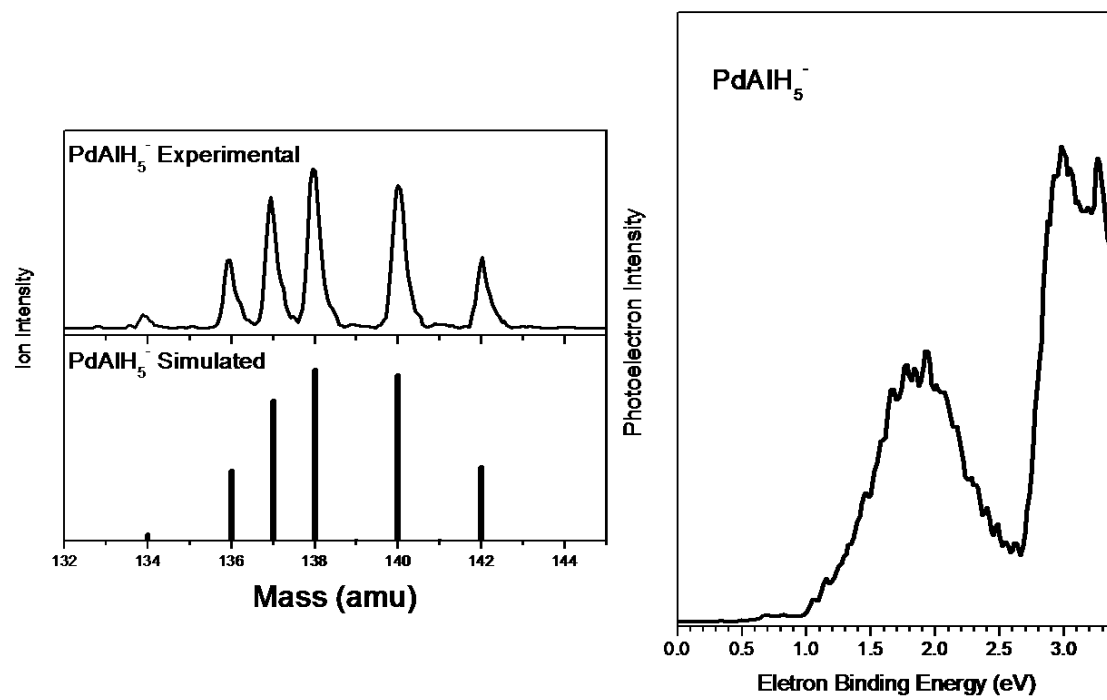 PdAlH5- Experimental
Ion Intensity
PdAlH5- Simulated
132 134 136 138 140 142 144
Mass (amu)
PdAlH5-
Photoelectron Intensity
0.0 0.5 1.0 1.5 2.0 2.5 3.0
Eletron Binding Energy (eV)